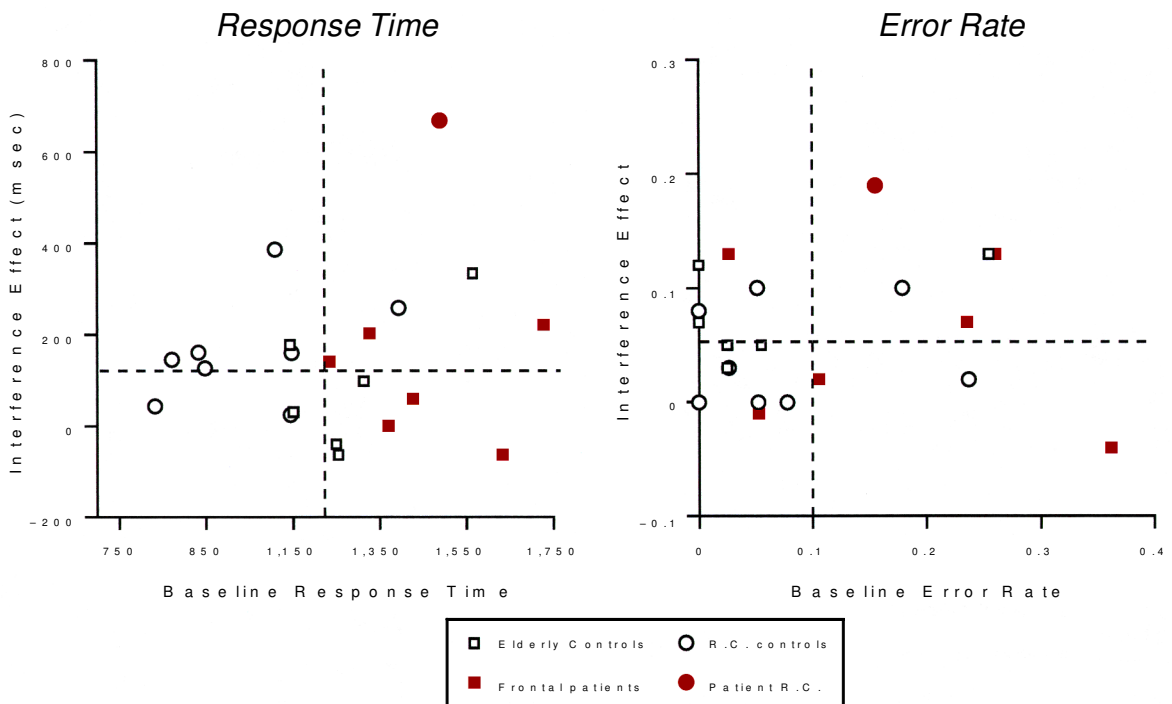 Response Time
Error Rate
Interference Effect (msec)
800
600
400
200
0
−200
750 850 1,150 1,350 1,550 1,750
Baseline Response Time
Interference Effect
0.3
0.2
0.1
0
−0.1
0 0.1 0.2 0.3 0.4
Baseline Error Rate
Elderly Controls
R.C. controls
Frontal patients
Patient R.C.